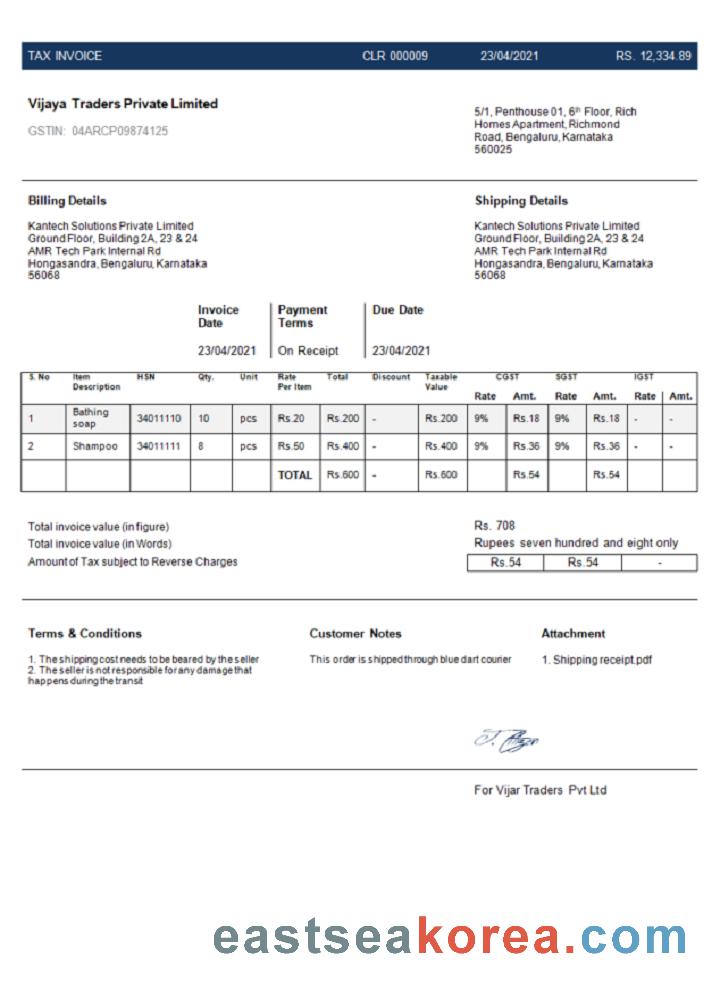 TAX INVOICE CLR 000009 23/04/2021 RS. 12,334.89
Vijaya Traders Private Limited
GSTIN: 04ARCP09874125
5/1, Penthouse 01, 6th Floor, Rich
Homes Apartment, Richmond
Road, Bengaluru, Karnataka
560025
Billing Details
Kantech Solutions Private Limited
Ground Floor, Building 2A, 23 & 24
AMR Tech Park Internal Rd
Hongasandra, Bengaluru, Karnataka
56068
Shipping Details
Kantech Solutions Private Limited
Ground Floor, Building 2A, 23 & 24
AMR Tech Park Internal Rd
Hongasandra, Bengaluru, Karnataka
56068
Invoice Date Payment Terms Due Date
23/04/2021 On Receipt 23/04/2021
S. No Item Description HSN Qty. Unit Rate Per Item Total Discount Taxable Value CGST SGST IGST
Rate Amt. Rate Amt. Rate Amt.
1 Bathing soap 34011110 10 pcs Rs.20 Rs.200 - Rs.200 9% Rs.18 9% Rs.18 - -
2 Shampoo 34011111 8 pcs Rs.50 Rs.400 - Rs.400 9% Rs.36 9% Rs.36 - -
TOTAL Rs.600 - Rs.600 Rs.54 Rs.54
Total invoice value (in figure) Rs. 708
Total invoice value (in Words) Rupees seven hundred and eight only
Amount of Tax subject to Reverse Charges Rs.54 Rs.54 -
Terms & Conditions
1. The shipping cost needs to be beared by the seller
2. The seller is not responsible for any damage that
happens during the transit
Customer Notes
This order is shipped through blue dart courier
Attachment
1. Shipping receipt.pdf
For Vijar Traders Pvt Ltd
eastseakorea.com